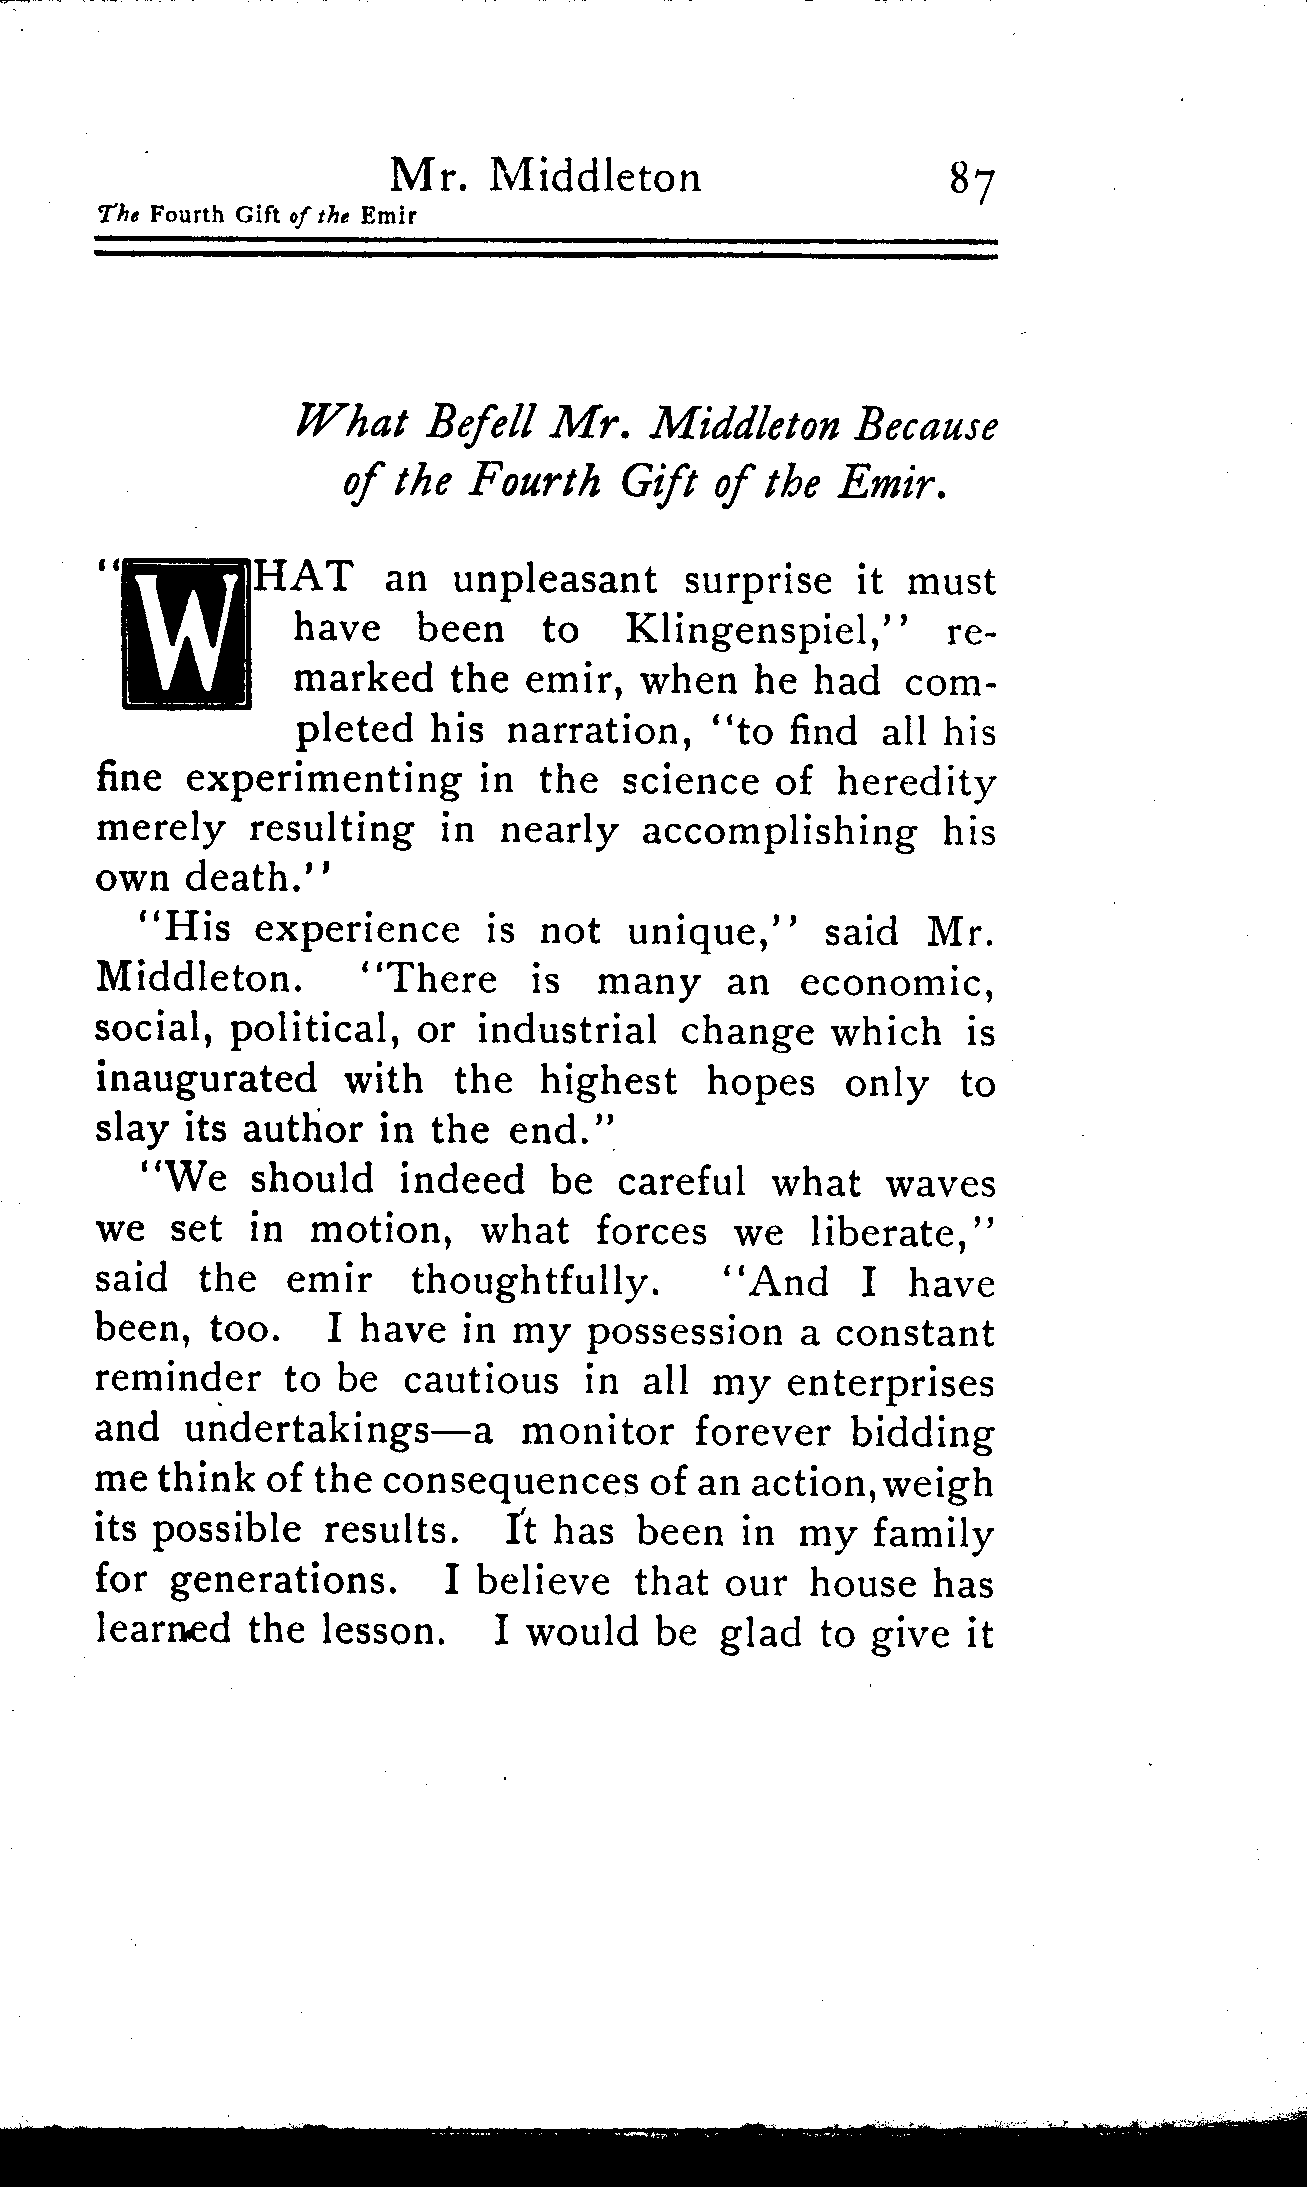 Mr. Middleton 87
The Fourth Gift of the Emir
What Befell Mr. Middleton Because
of the Fourth Gift of the Emir.
"WHAT an unpleasant surprise it must
have been to Klingenspiel," re-
marked the emir, when he had com-
pleted his narration, "to find all his
fine experimenting in the science of heredity
merely resulting in nearly accomplishing his
own death."
"His experience is not unique," said Mr.
Middleton. "There is many an economic,
social, political, or industrial change which is
inaugurated with the highest hopes only to
slay its author in the end."
"We should indeed be careful what waves
we set in motion, what forces we liberate,"
said the emir thoughtfully. "And I have
been, too. I have in my possession a constant
reminder to be cautious in all my enterprises
and undertakings—a monitor forever bidding
me think of the consequences of an action, weigh
its possible results. It has been in my family
for generations. I believe that our house has
learned the lesson. I would be glad to give it